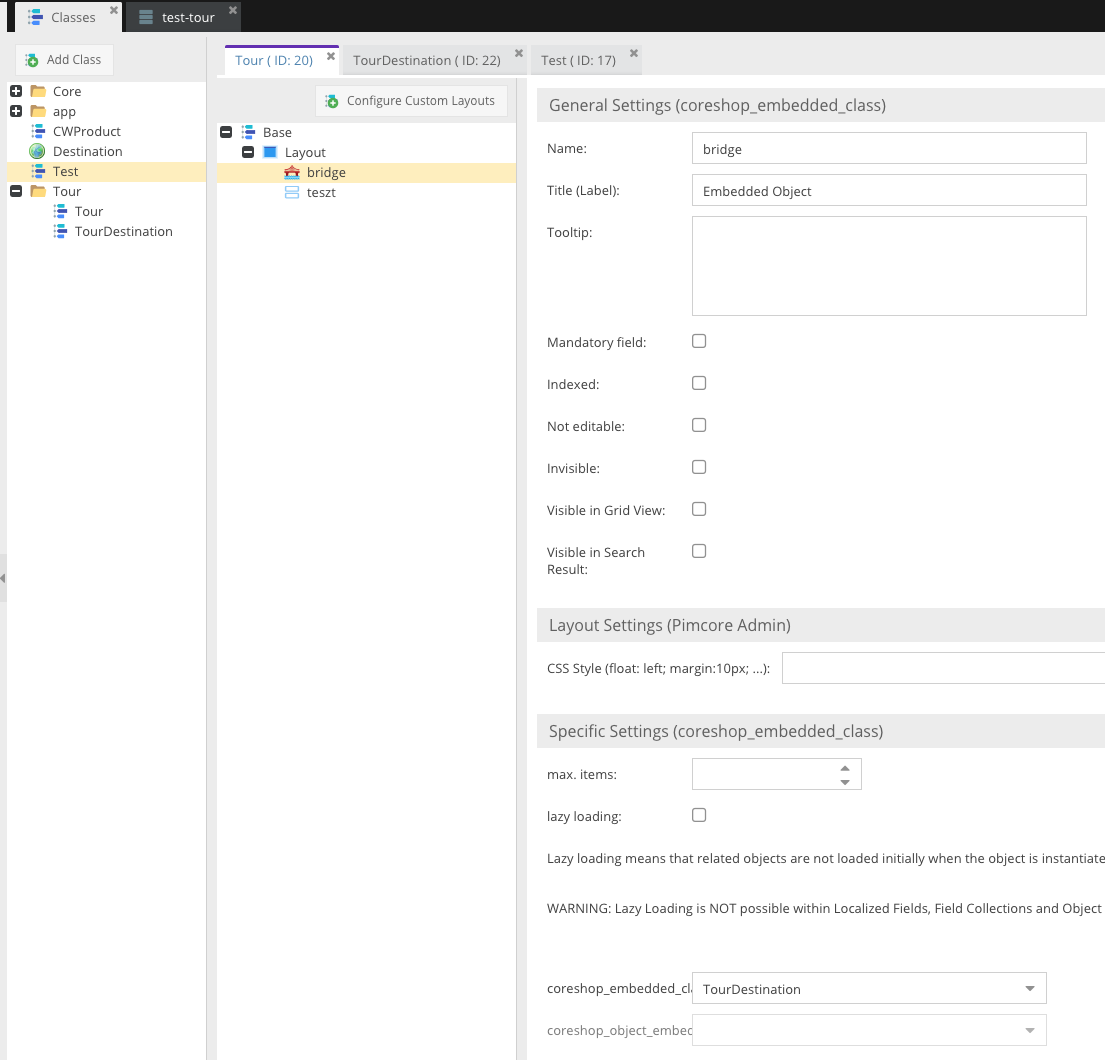 Classes
test-tour
Add Class
Core
app
CWProduct
Destination
Test
Tour
Tour
TourDestination
Tour ( ID: 20)
TourDestination ( ID: 22)
Test ( ID: 17)
Configure Custom Layouts
Base
Layout
bridge
teszt
General Settings (coreshop_embedded_class)
Name:
bridge
Title (Label):
Embedded Object
Tooltip:
Mandatory field:
Indexed:
Not editable:
Invisible:
Visible in Grid View:
Visible in Search
Result:
Layout Settings (Pimcore Admin)
CSS Style (float: left; margin:10px; ...):
Specific Settings (coreshop_embedded_class)
max. items:
lazy loading:
Lazy loading means that related objects are not loaded initially when the object is instantiate
WARNING: Lazy Loading is NOT possible within Localized Fields, Field Collections and Object
coreshop_embedded_cl
TourDestination
coreshop_object_embed